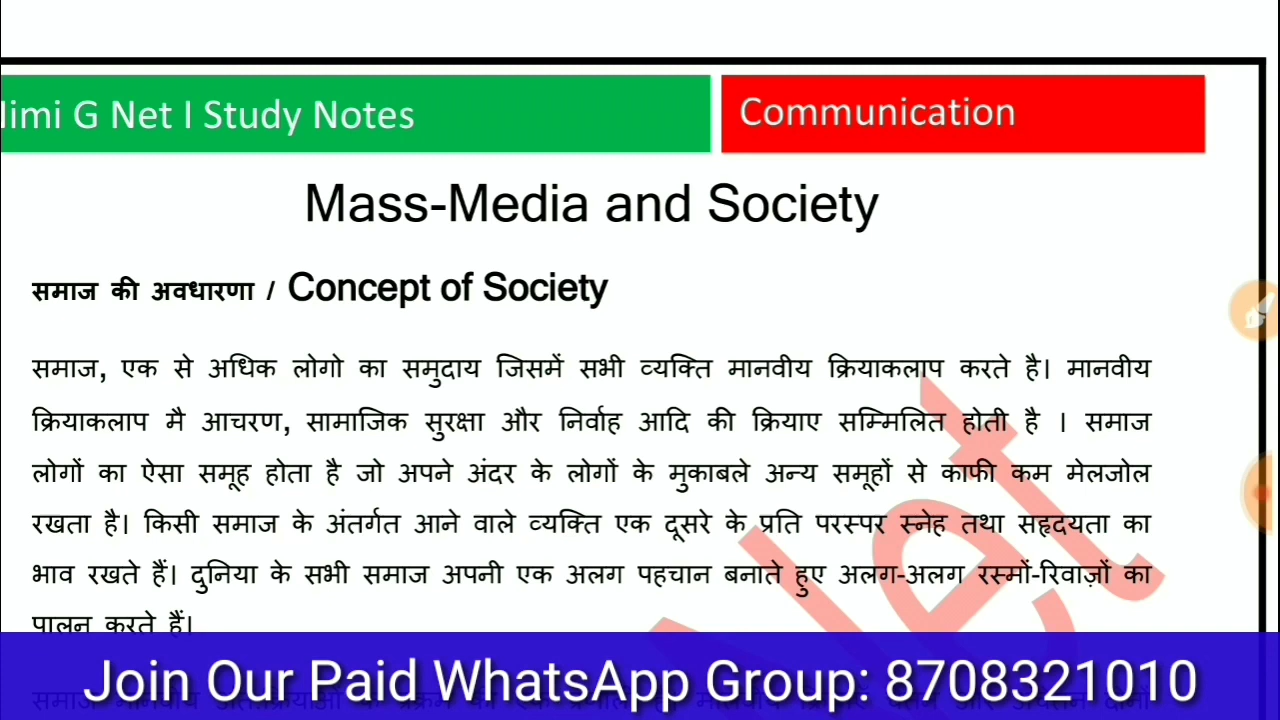 imi G Net I Study Notes
Communication
Mass-Media and Society
समाज की अवधारणा / Concept of Society
समाज, एक से अधिक लोगो का समुदाय जिसमें सभी व्यक्ति मानवीय क्रियाकलाप करते है। मानवीय
क्रियाकलाप मै आचरण, सामाजिक सुरक्षा और निर्वाह आदि की क्रियाए सम्मिलित होती है । समाज
लोगों का ऐसा समूह होता है जो अपने अंदर के लोगों के मुकाबले अन्य समूहों से काफी कम मेलजोल
रखता है। किसी समाज के अंतर्गत आने वाले व्यक्ति एक दूसरे के प्रति परस्पर स्नेह तथा सहृदयता का
भाव रखते हैं। दुनिया के सभी समाज अपनी एक अलग पहचान बनाते हुए अलग-अलग रस्मों-रिवाज़ों का
पालन करते हैं।
Join Our Paid WhatsApp Group: 8708321010
Net